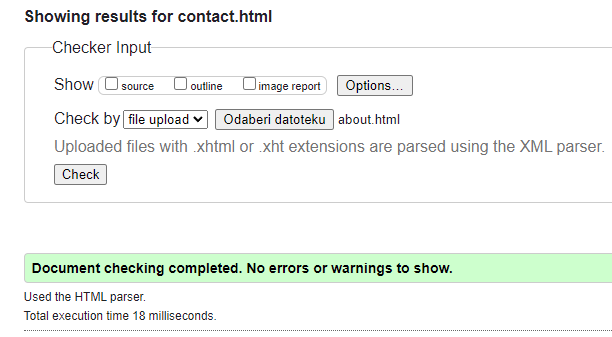 Showing results for contact.html
Checker Input
Show source outline image report Options...
Check by file upload Odaberi datoteku about.html
Uploaded files with .xhtml or .xht extensions are parsed using the XML parser.
Check
Document checking completed. No errors or warnings to show.
Used the HTML parser.
Total execution time 18 milliseconds.